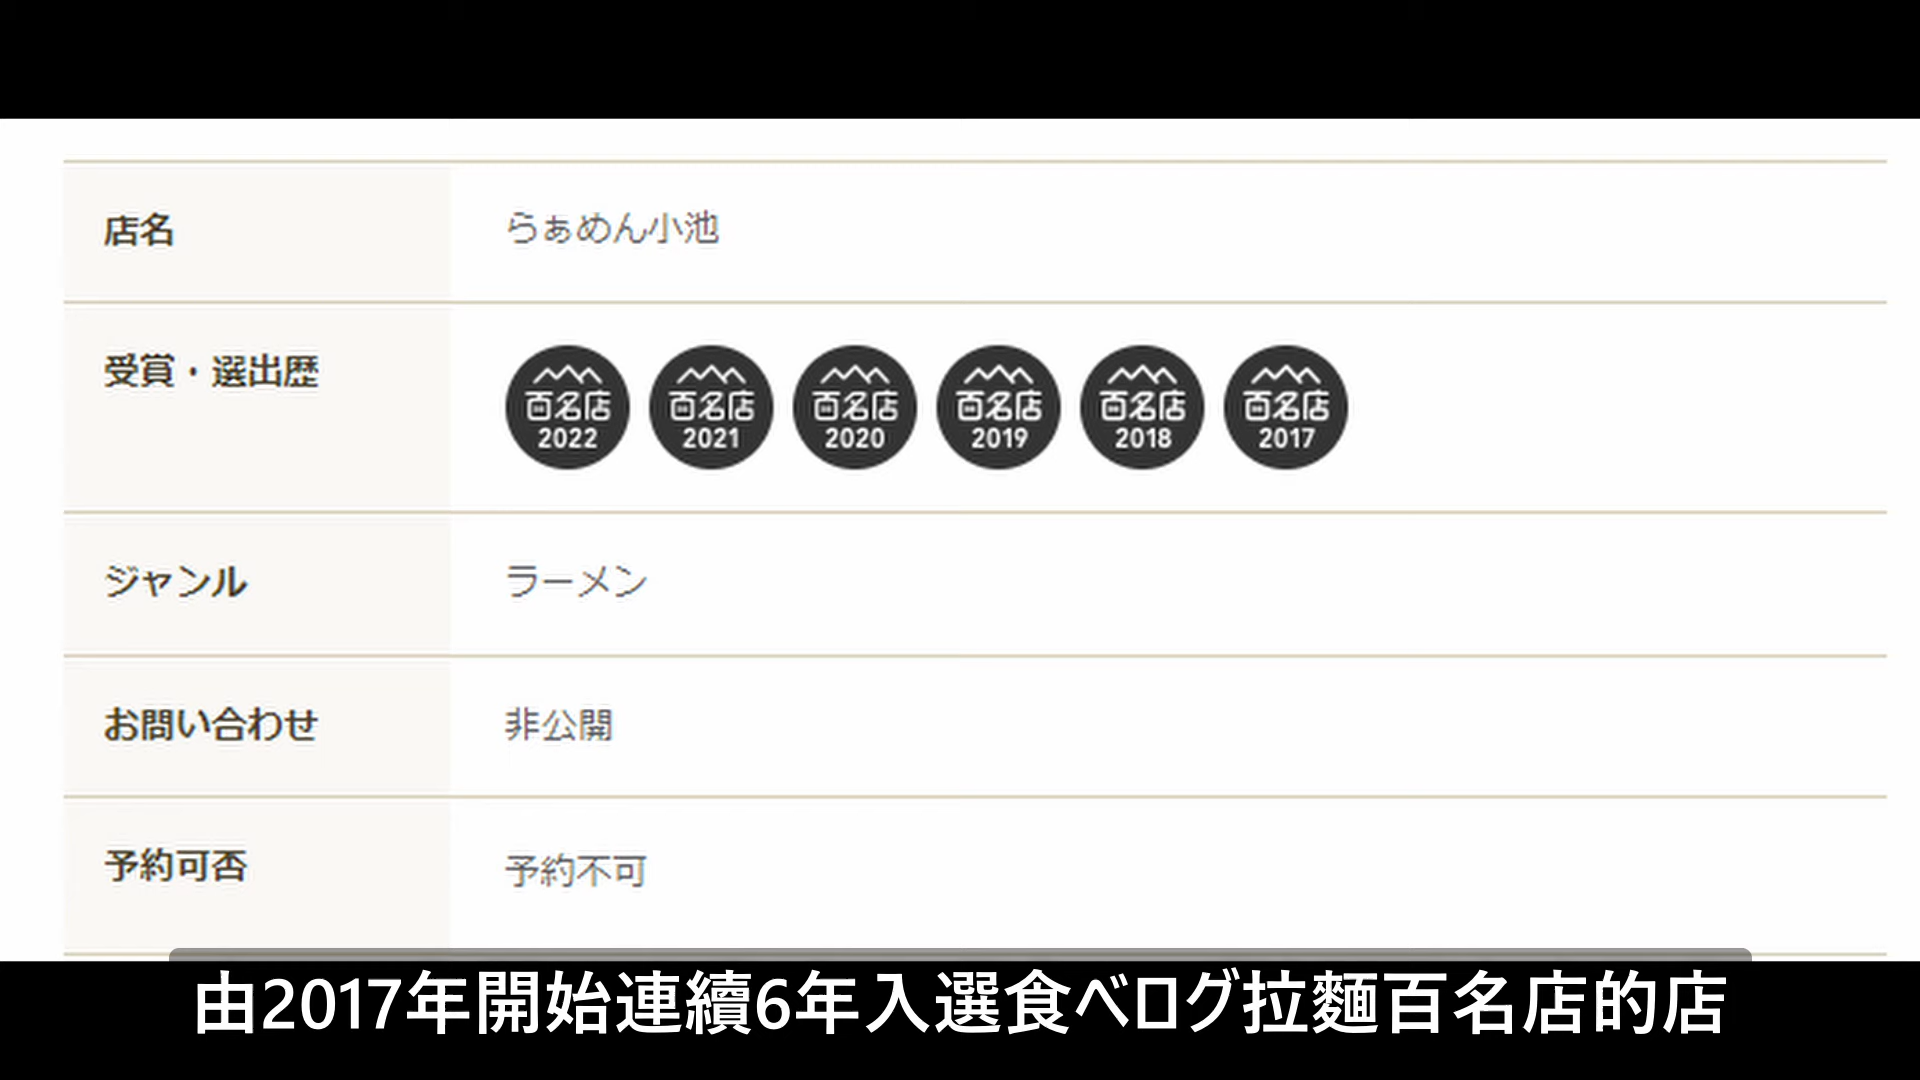 店名 らぁめん小池
受賞・選出歴 百名店 2022 百名店 2021 百名店 2020 百名店 2019 百名店 2018 百名店 2017
ジャンル ラーメン
お問い合わせ 非公開
予約可否 予約不可
由2017年開始連續6年入選食べログ拉麵百名店的店